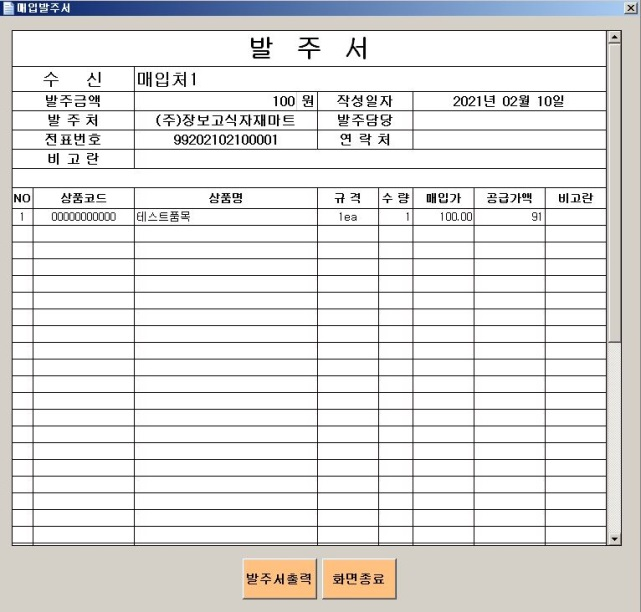 매입발주서
발 주 서
수 신 매입처1
발주금액 100 원 작성일자 2021년 02월 10일
발 주 처 (주)장보고식자재마트 발주담당
전표번호 99202102100001 연 락 처
비 고 란
NO 상품코드 상품명 규 격 수 량 매입가 공급가액 비고란
1 00000000000 테스트품목 1ea 1 100.00 91
발주서출력 화면종료